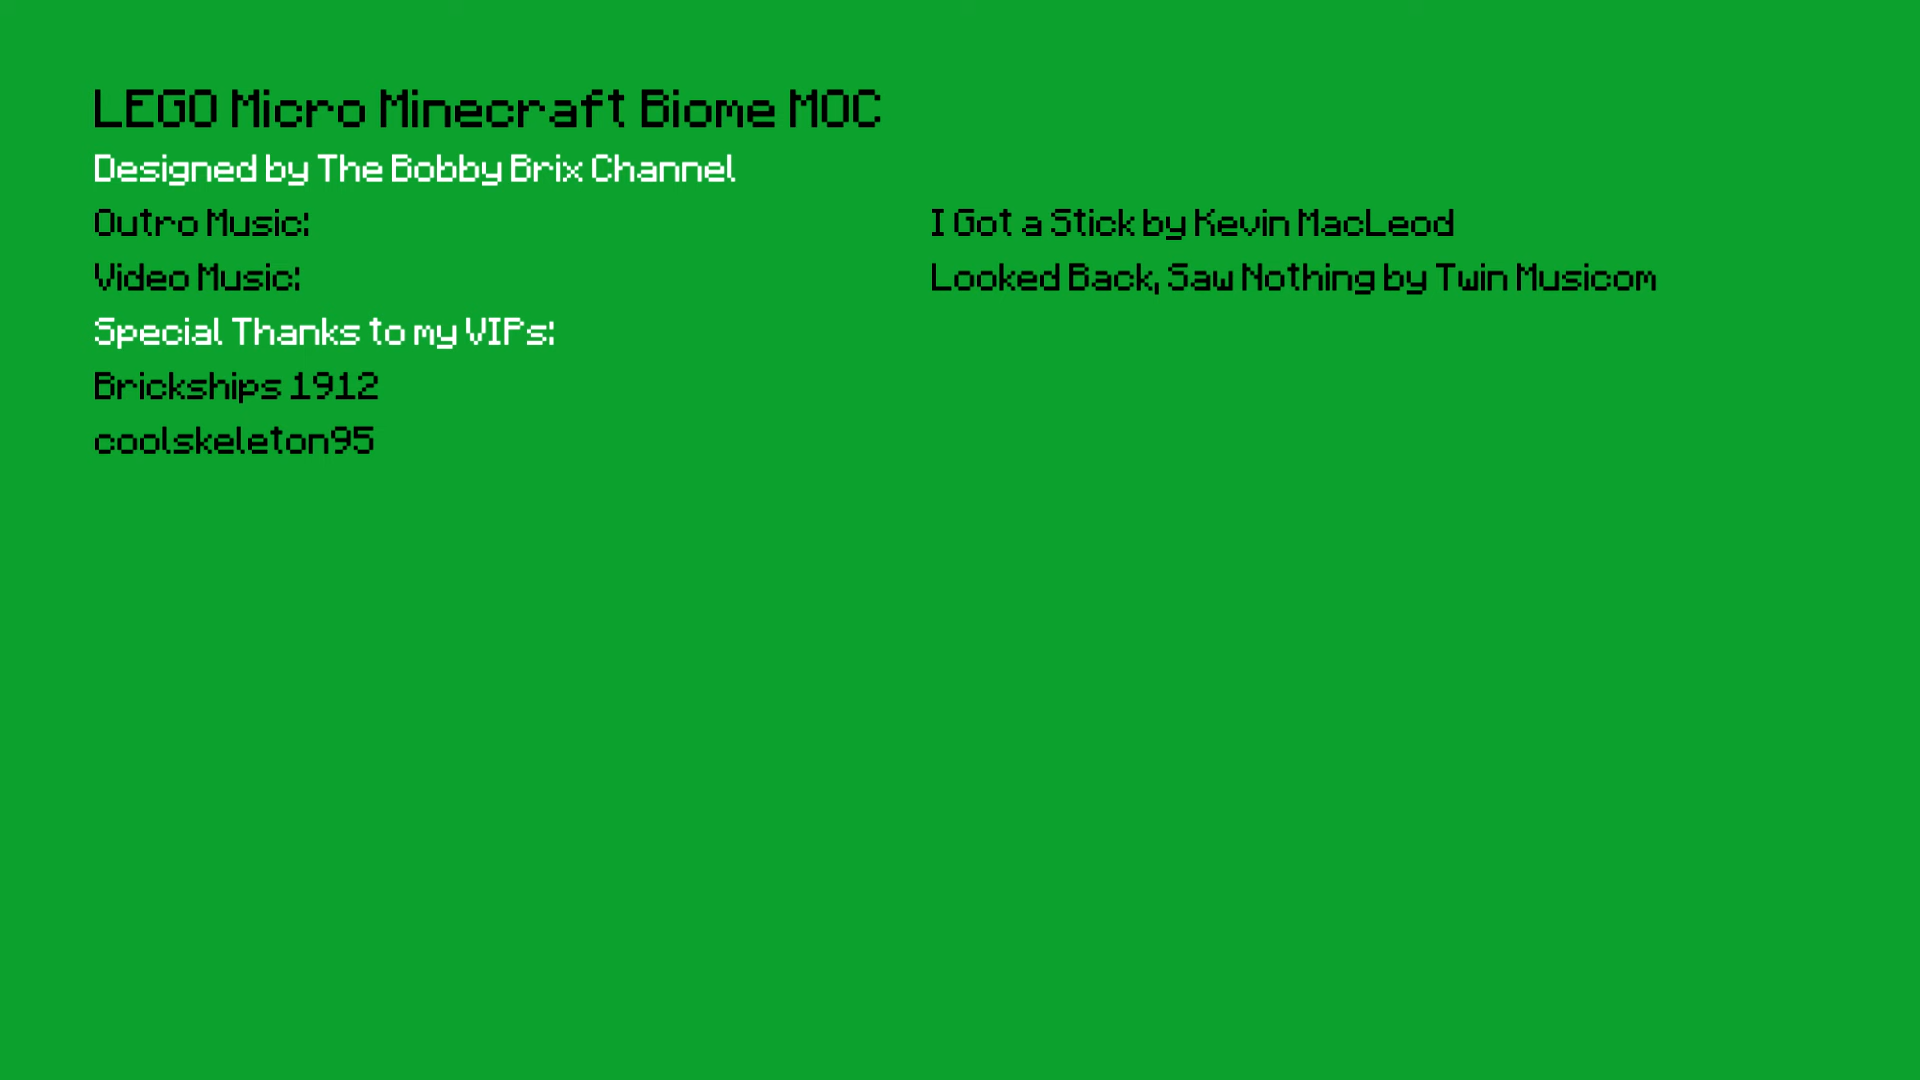 LEGO Micro Minecraft Biome MOC
Designed by The Bobby Brix Channel
Outro Music: I Got a Stick by Kevin MacLeod
Video Music: Looked Back, Saw Nothing by Twin Musicom
Special Thanks to my VIPs:
Brickships 1912
coolskeleton95